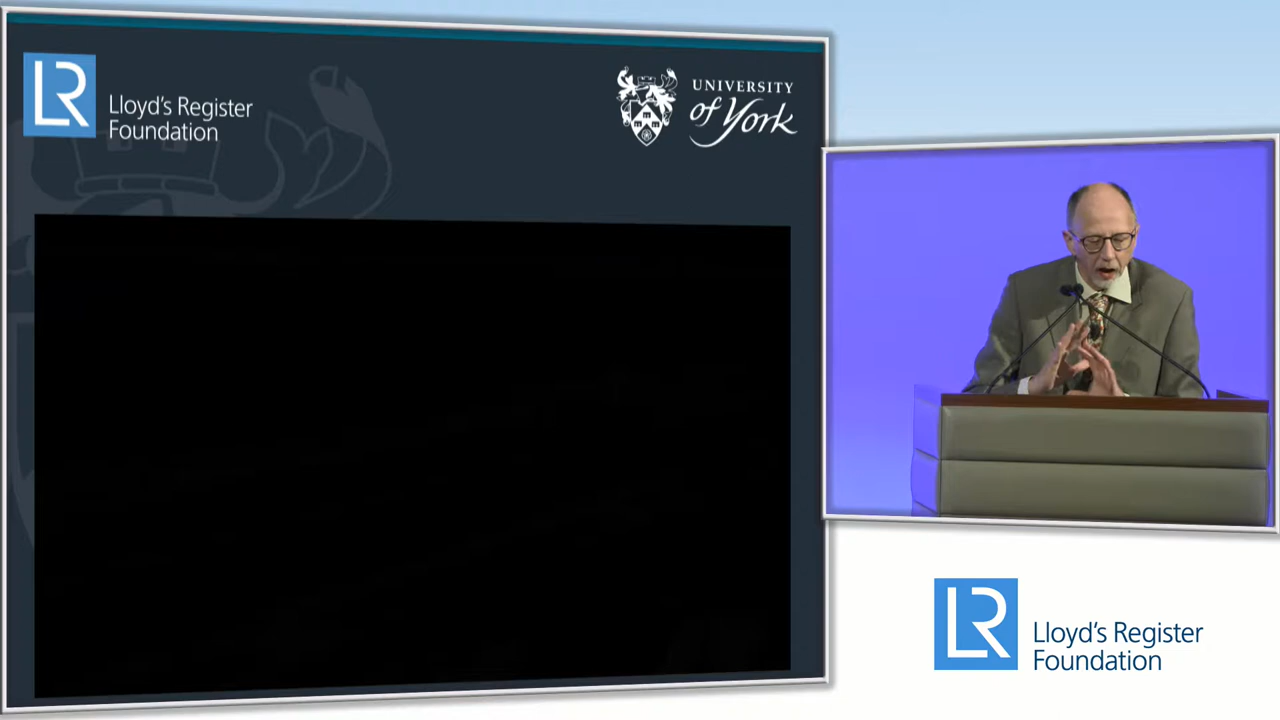 LR
Lloyd's Register
Foundation
UNIVERSITY
of York
LR
Lloyd's Register
Foundation